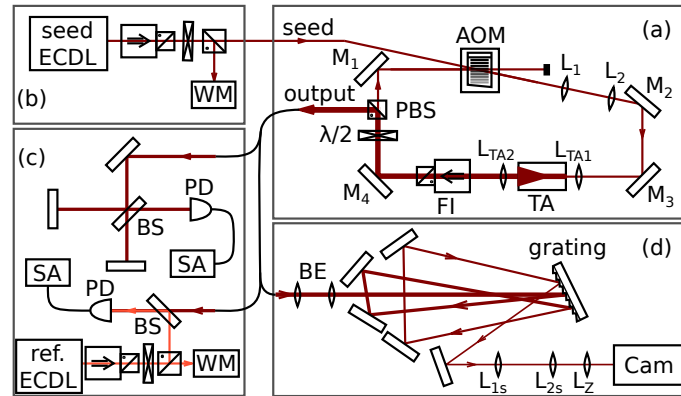 seed
ECDL
WM
(b)
seed
(a)
AOM
M1
L1
L2
M2
output
PBS
λ/2
M4
FI
LTA2
TA
LTA1
M3
(c)
PD
BS
SA
SA
PD
BS
ref.
ECDL
WM
(d)
grating
BE
L1s
L2s
LZ
Cam